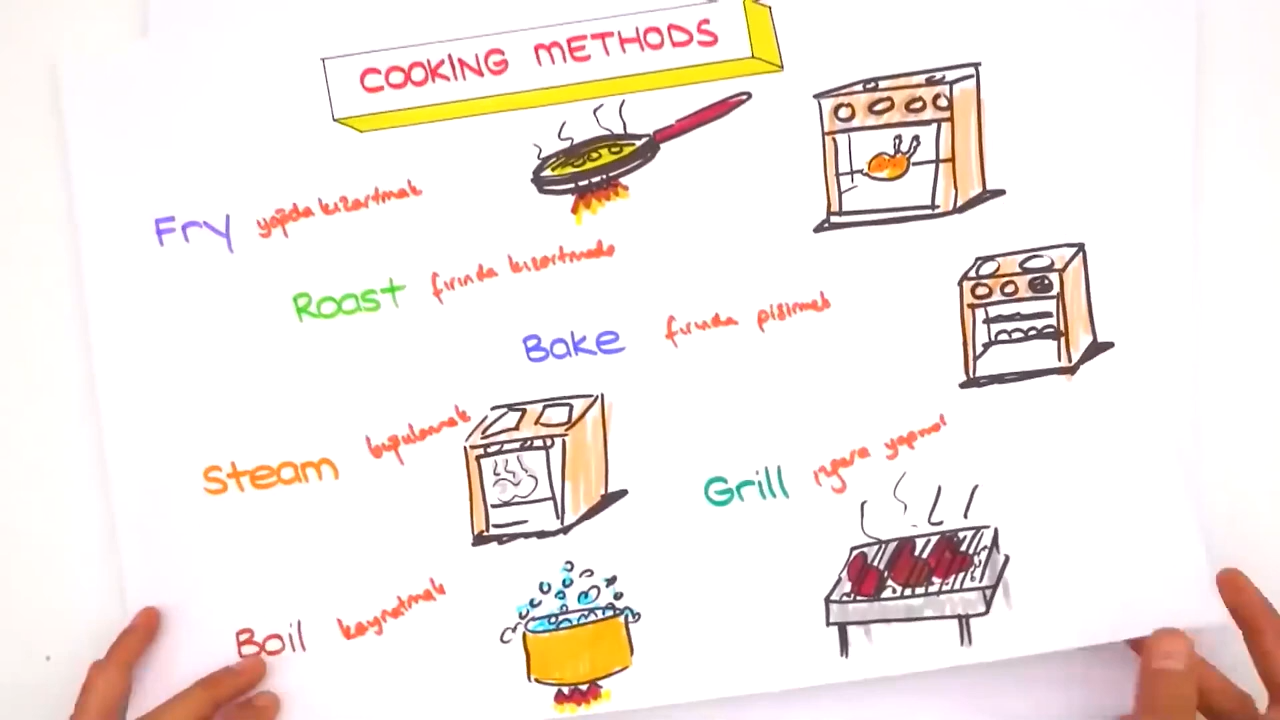 COOKING METHODS
Fry yağda kızartmak
Roast fırında kızartmak
Bake fırında pişirmek
Steam buğulamak
Grill ızgara yapmak
Boil kaynatmak